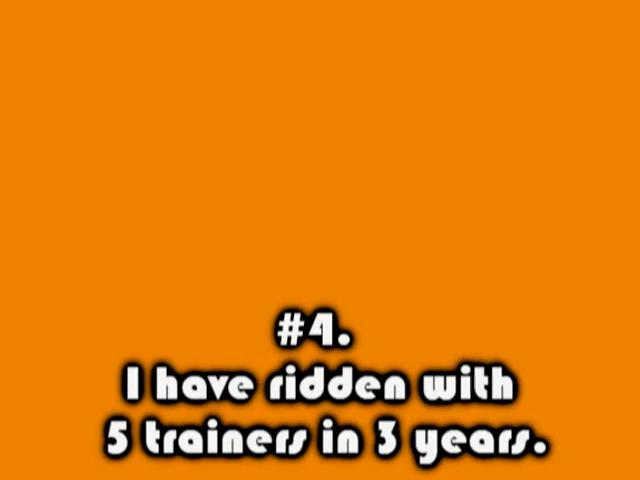 #4.
I have ridden with
5 trainers in 3 years.